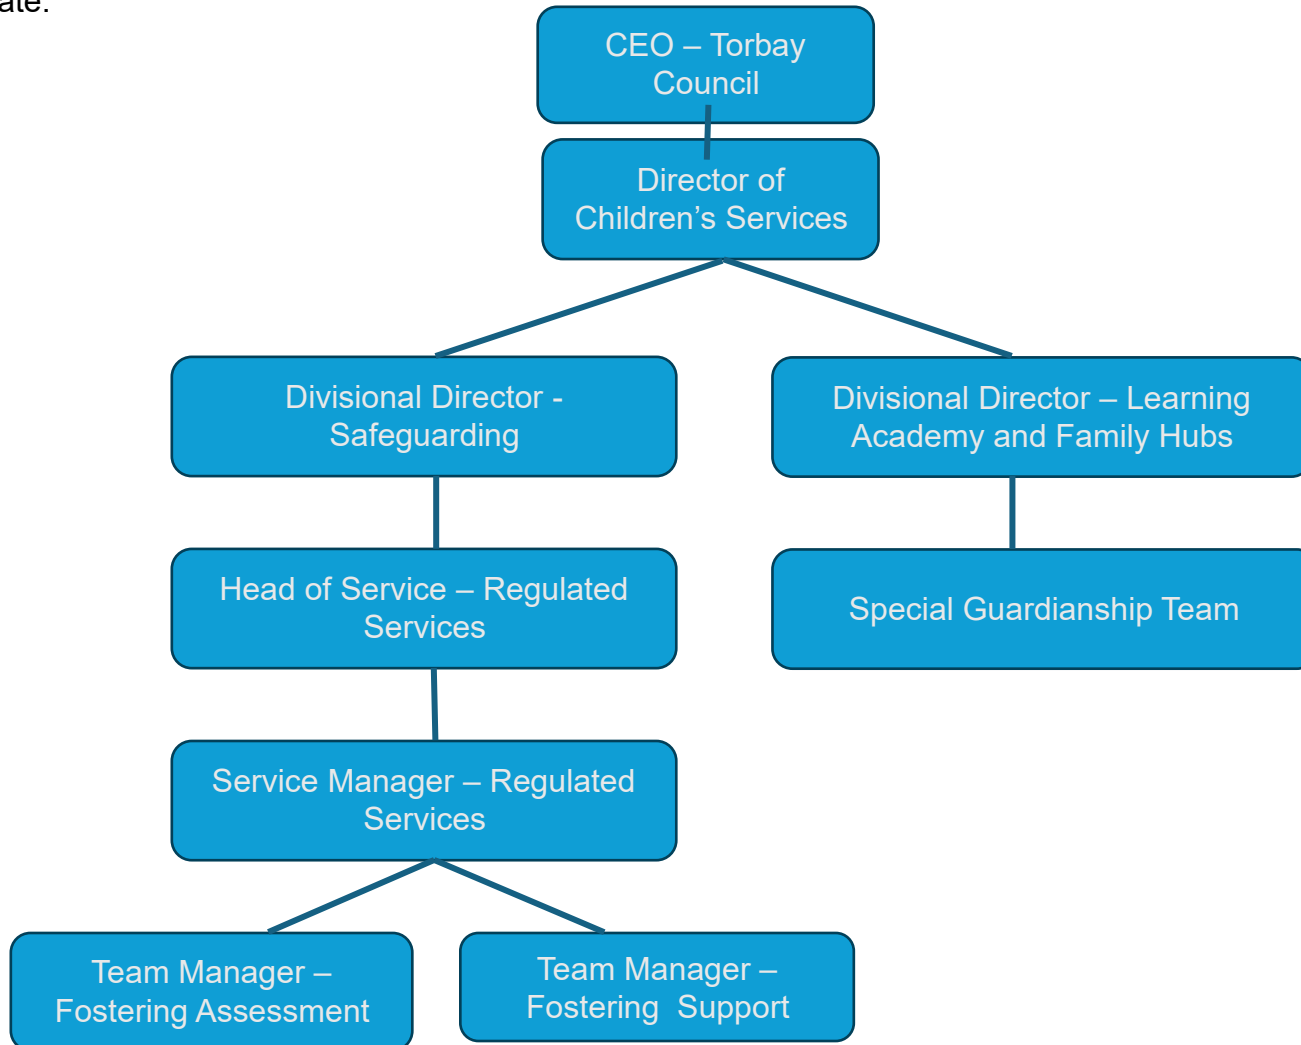 ate.
CEO – Torbay
Council
Director of
Children’s Services
Divisional Director -
Safeguarding
Divisional Director – Learning
Academy and Family Hubs
Head of Service – Regulated
Services
Special Guardianship Team
Service Manager – Regulated
Services
Team Manager –
Fostering Assessment
Team Manager –
Fostering  Support